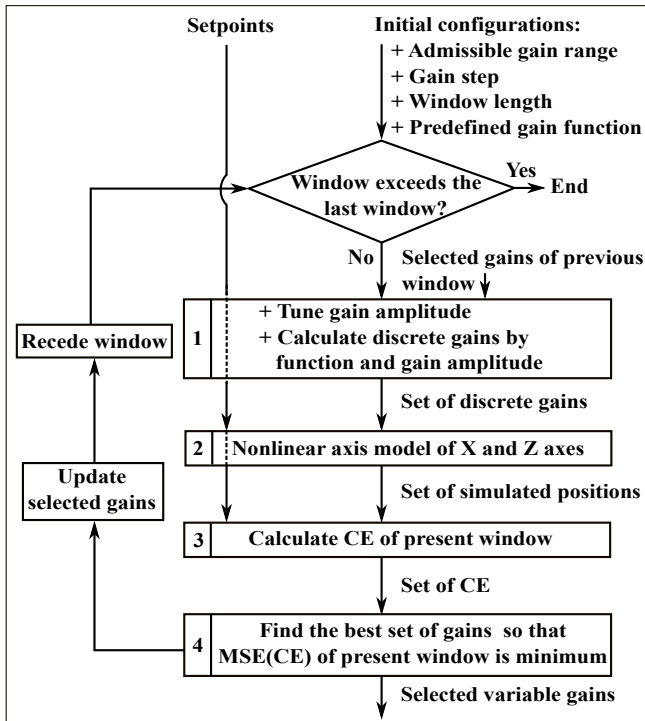 Setpoints
Initial configurations:
+ Admissible gain range
+ Gain step
+ Window length
+ Predefined gain function
Window exceeds the
last window?
Yes
End
No
Selected gains of previous
window
1
+ Tune gain amplitude
+ Calculate discrete gains by
function and gain amplitude
Recede window
Set of discrete gains
2
Nonlinear axis model of X and Z axes
Update
selected gains
Set of simulated positions
3
Calculate CE of present window
Set of CE
4
Find the best set of gains so that
MSE(CE) of present window is minimum
Selected variable gains